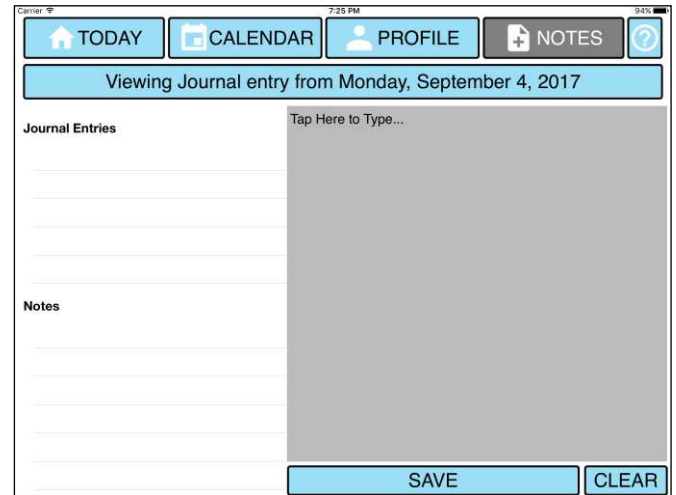 Carrier 7:25 PM 94%
TODAY CALENDAR PROFILE NOTES ?
Viewing Journal entry from Monday, September 4, 2017
Journal Entries
Tap Here to Type...
Notes
SAVE CLEAR